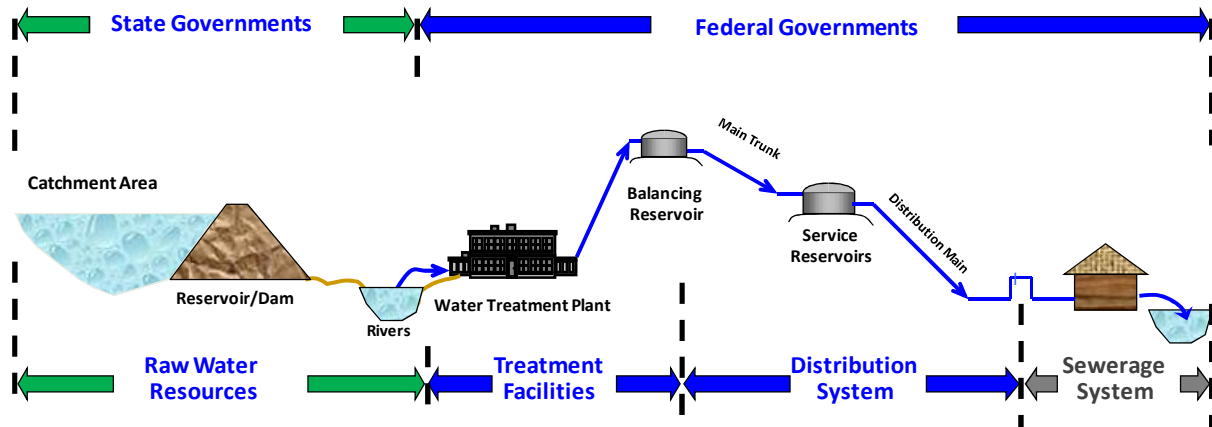 State Governments
Federal Governments
Main Trunk
Catchment Area
Balancing
Reservoir
Distribution Main
Service
Reservoirs
Reservoir/Dam
Water Treatment Plant
Rivers
Raw Water
Resources
Treatment
Facilities
Distribution
System
Sewerage
System